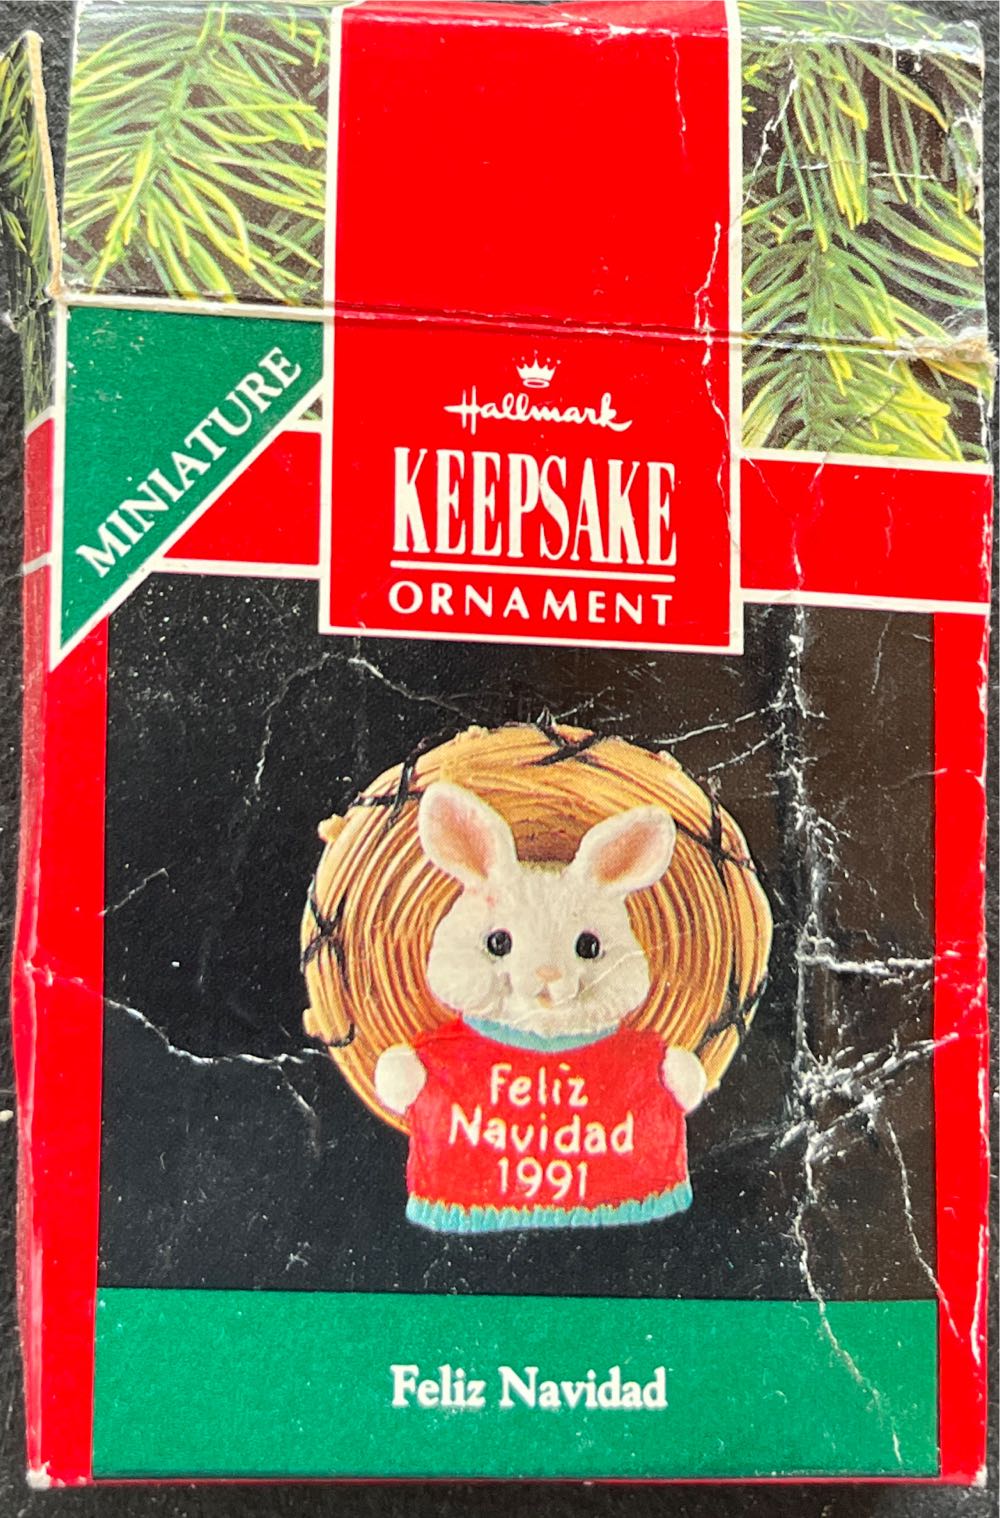 Hallmark
KEEPSAKE
ORNAMENT
MINIATURE
Feliz
Navidad
1991
Feliz Navidad